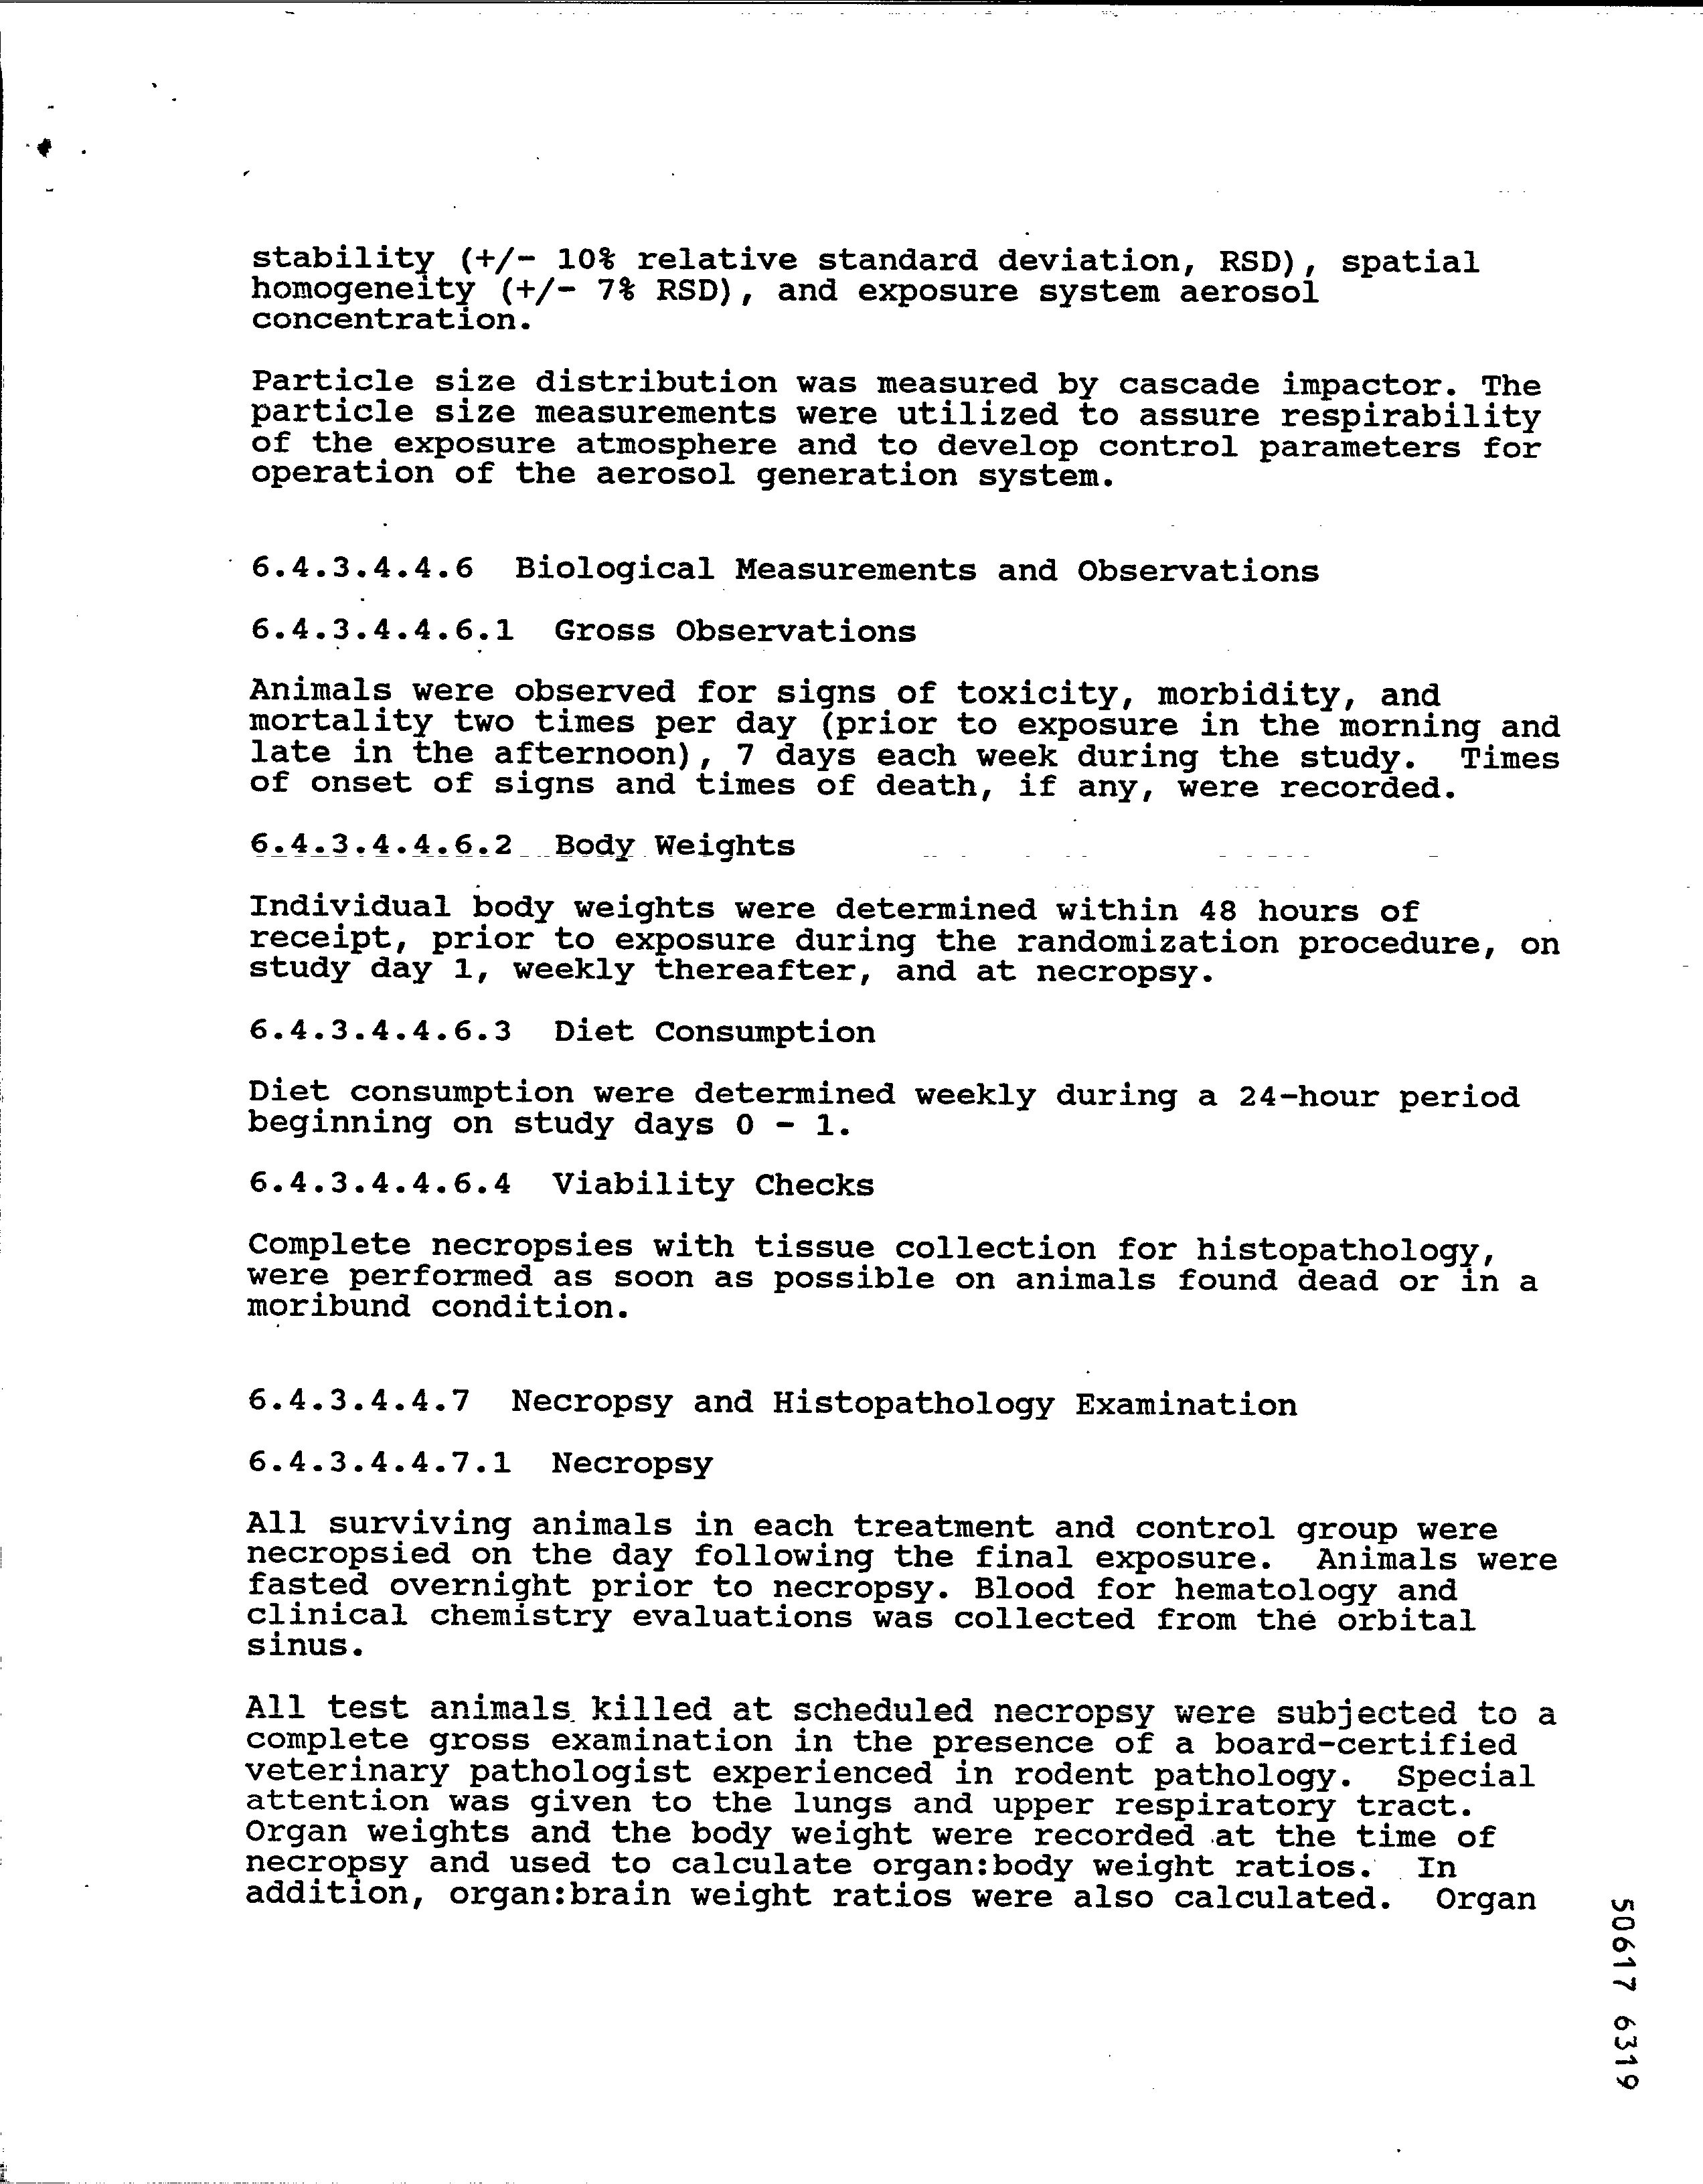 stability (+/- 10% relative standard deviation, RSD), spatial
homogeneity (+/- 7% RSD), and exposure system aerosol
concentration.
Particle size distribution was measured by cascade impactor. The
particle size measurements were utilized to assure respirability
of the exposure atmosphere and to develop control parameters for
operation of the aerosol generation system.
6.4.3.4.4.6 Biological Measurements and Observations
6.4.3.4.4.6.1 Gross Observations
Animals were observed for signs of toxicity, morbidity, and
mortality two times per day (prior to exposure in the morning and
late in the afternoon), 7 days each week during the study. Times
of onset of signs and times of death, if any, were recorded.
6.4.3.4.4.6.2 Body Weights
Individual body weights were determined within 48 hours of
receipt, prior to exposure during the randomization procedure, on
study day 1, weekly thereafter, and at necropsy.
6.4.3.4.4.6.3 Diet Consumption
Diet consumption were determined weekly during a 24-hour period
beginning on study days 0 - 1.
6.4.3.4.4.6.4 Viability Checks
Complete necropsies with tissue collection for histopathology,
were performed as soon as possible on animals found dead or in a
moribund condition.
6.4.3.4.4.7 Necropsy and Histopathology Examination
6.4.3.4.4.7.1 Necropsy
All surviving animals in each treatment and control group were
necropsied on the day following the final exposure. Animals were
fasted overnight prior to necropsy. Blood for hematology and
clinical chemistry evaluations was collected from the orbital
sinus.
All test animals killed at scheduled necropsy were subjected to a
complete gross examination in the presence of a board-certified
veterinary pathologist experienced in rodent pathology. Special
attention was given to the lungs and upper respiratory tract.
Organ weights and the body weight were recorded at the time of
necropsy and used to calculate organ:body weight ratios. In
addition, organ:brain weight ratios were also calculated. Organ
50617 6319